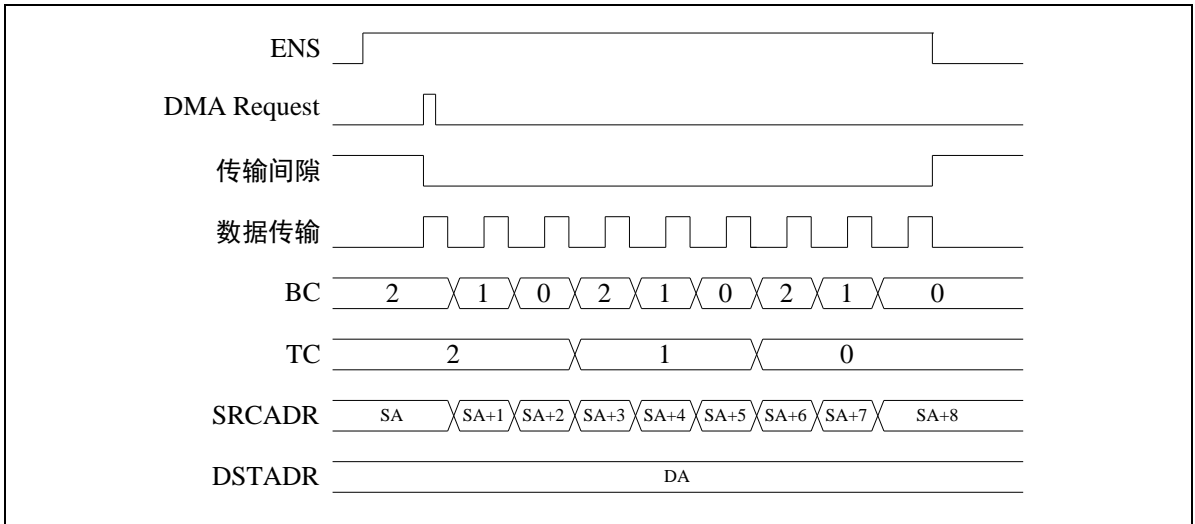 ENS
DMA Request
传输间隙
数据传输
BC 2 1 0 2 1 0 2 1 0
TC 2 1 0
SRCADR SA SA+1 SA+2 SA+3 SA+4 SA+5 SA+6 SA+7 SA+8
DSTADR DA